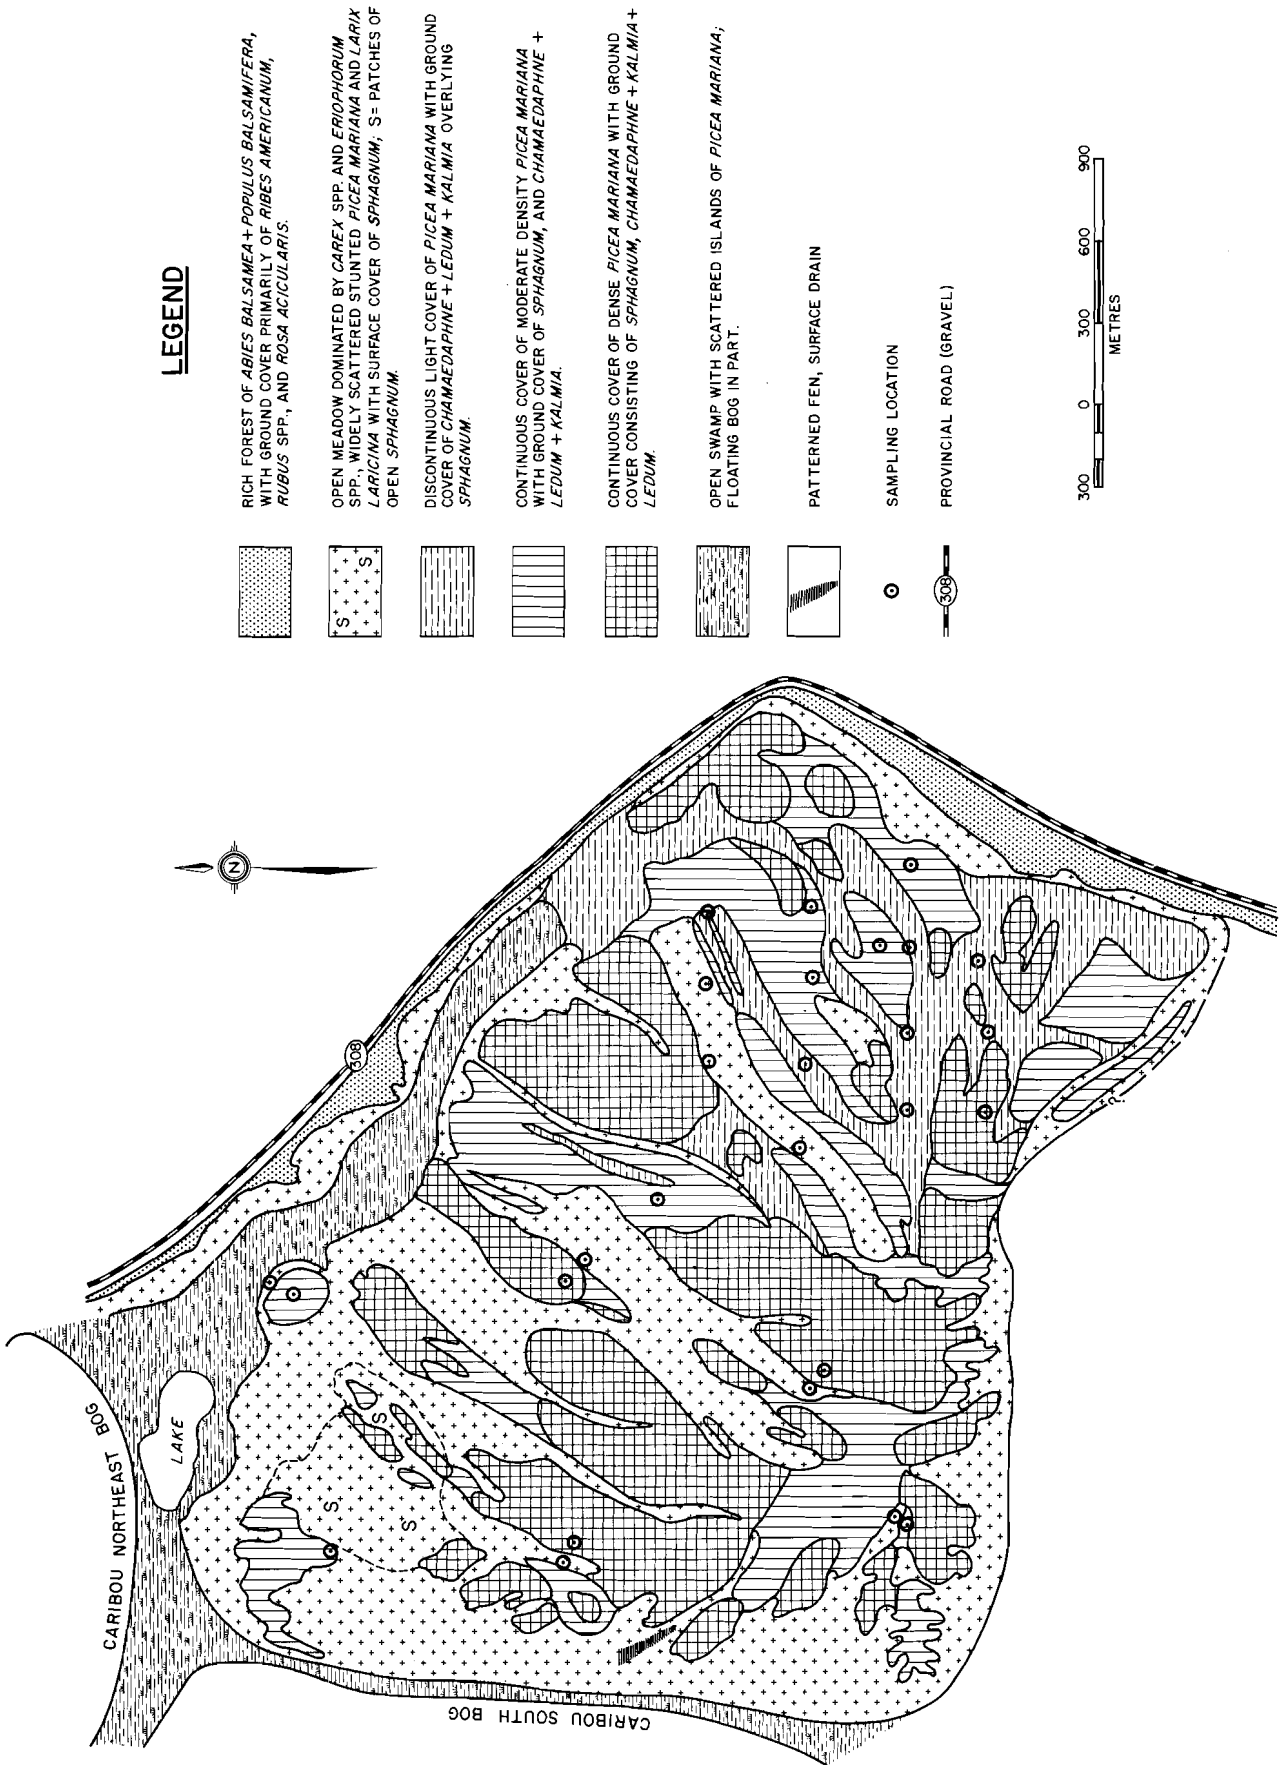 LEGEND
RICH FOREST OF ABIES BALSAMEA + POPULUS BALSAMIFERA,
WITH GROUND COVER PRIMARILY OF RIBES AMERICANUM,
RUBUS SPP., AND ROSA ACICULARIS.
S
S
OPEN MEADOW DOMINATED BY CAREX SPP. AND ERIOPHORUM
SPP., WIDELY SCATTERED STUNTED PICEA MARIANA AND LARIX
LARICINA WITH SURFACE COVER OF SPHAGNUM; S= PATCHES OF
OPEN SPHAGNUM.
DISCONTINUOUS LIGHT COVER OF PICEA MARIANA WITH GROUND
COVER OF CHAMAEDAPHNE + LEDUM + KALMIA OVERLYING
SPHAGNUM.
CONTINUOUS COVER OF MODERATE DENSITY PICEA MARIANA
WITH GROUND COVER OF SPHAGNUM, AND CHAMAEDAPHNE +
LEDUM + KALMIA.
CONTINUOUS COVER OF DENSE PICEA MARIANA WITH GROUND
COVER CONSISTING OF SPHAGNUM, CHAMAEDAPHNE + KALMIA +
LEDUM.
OPEN SWAMP WITH SCATTERED ISLANDS OF PICEA MARIANA;
FLOATING BOG IN PART.
PATTERNED FEN, SURFACE DRAIN
SAMPLING LOCATION
308
PROVINCIAL ROAD (GRAVEL)
300 0 300 600 900
METRES
N
308
CARIBOU NORTHEAST BOG
LAKE
S
S
S
CARIBOU SOUTH BOG